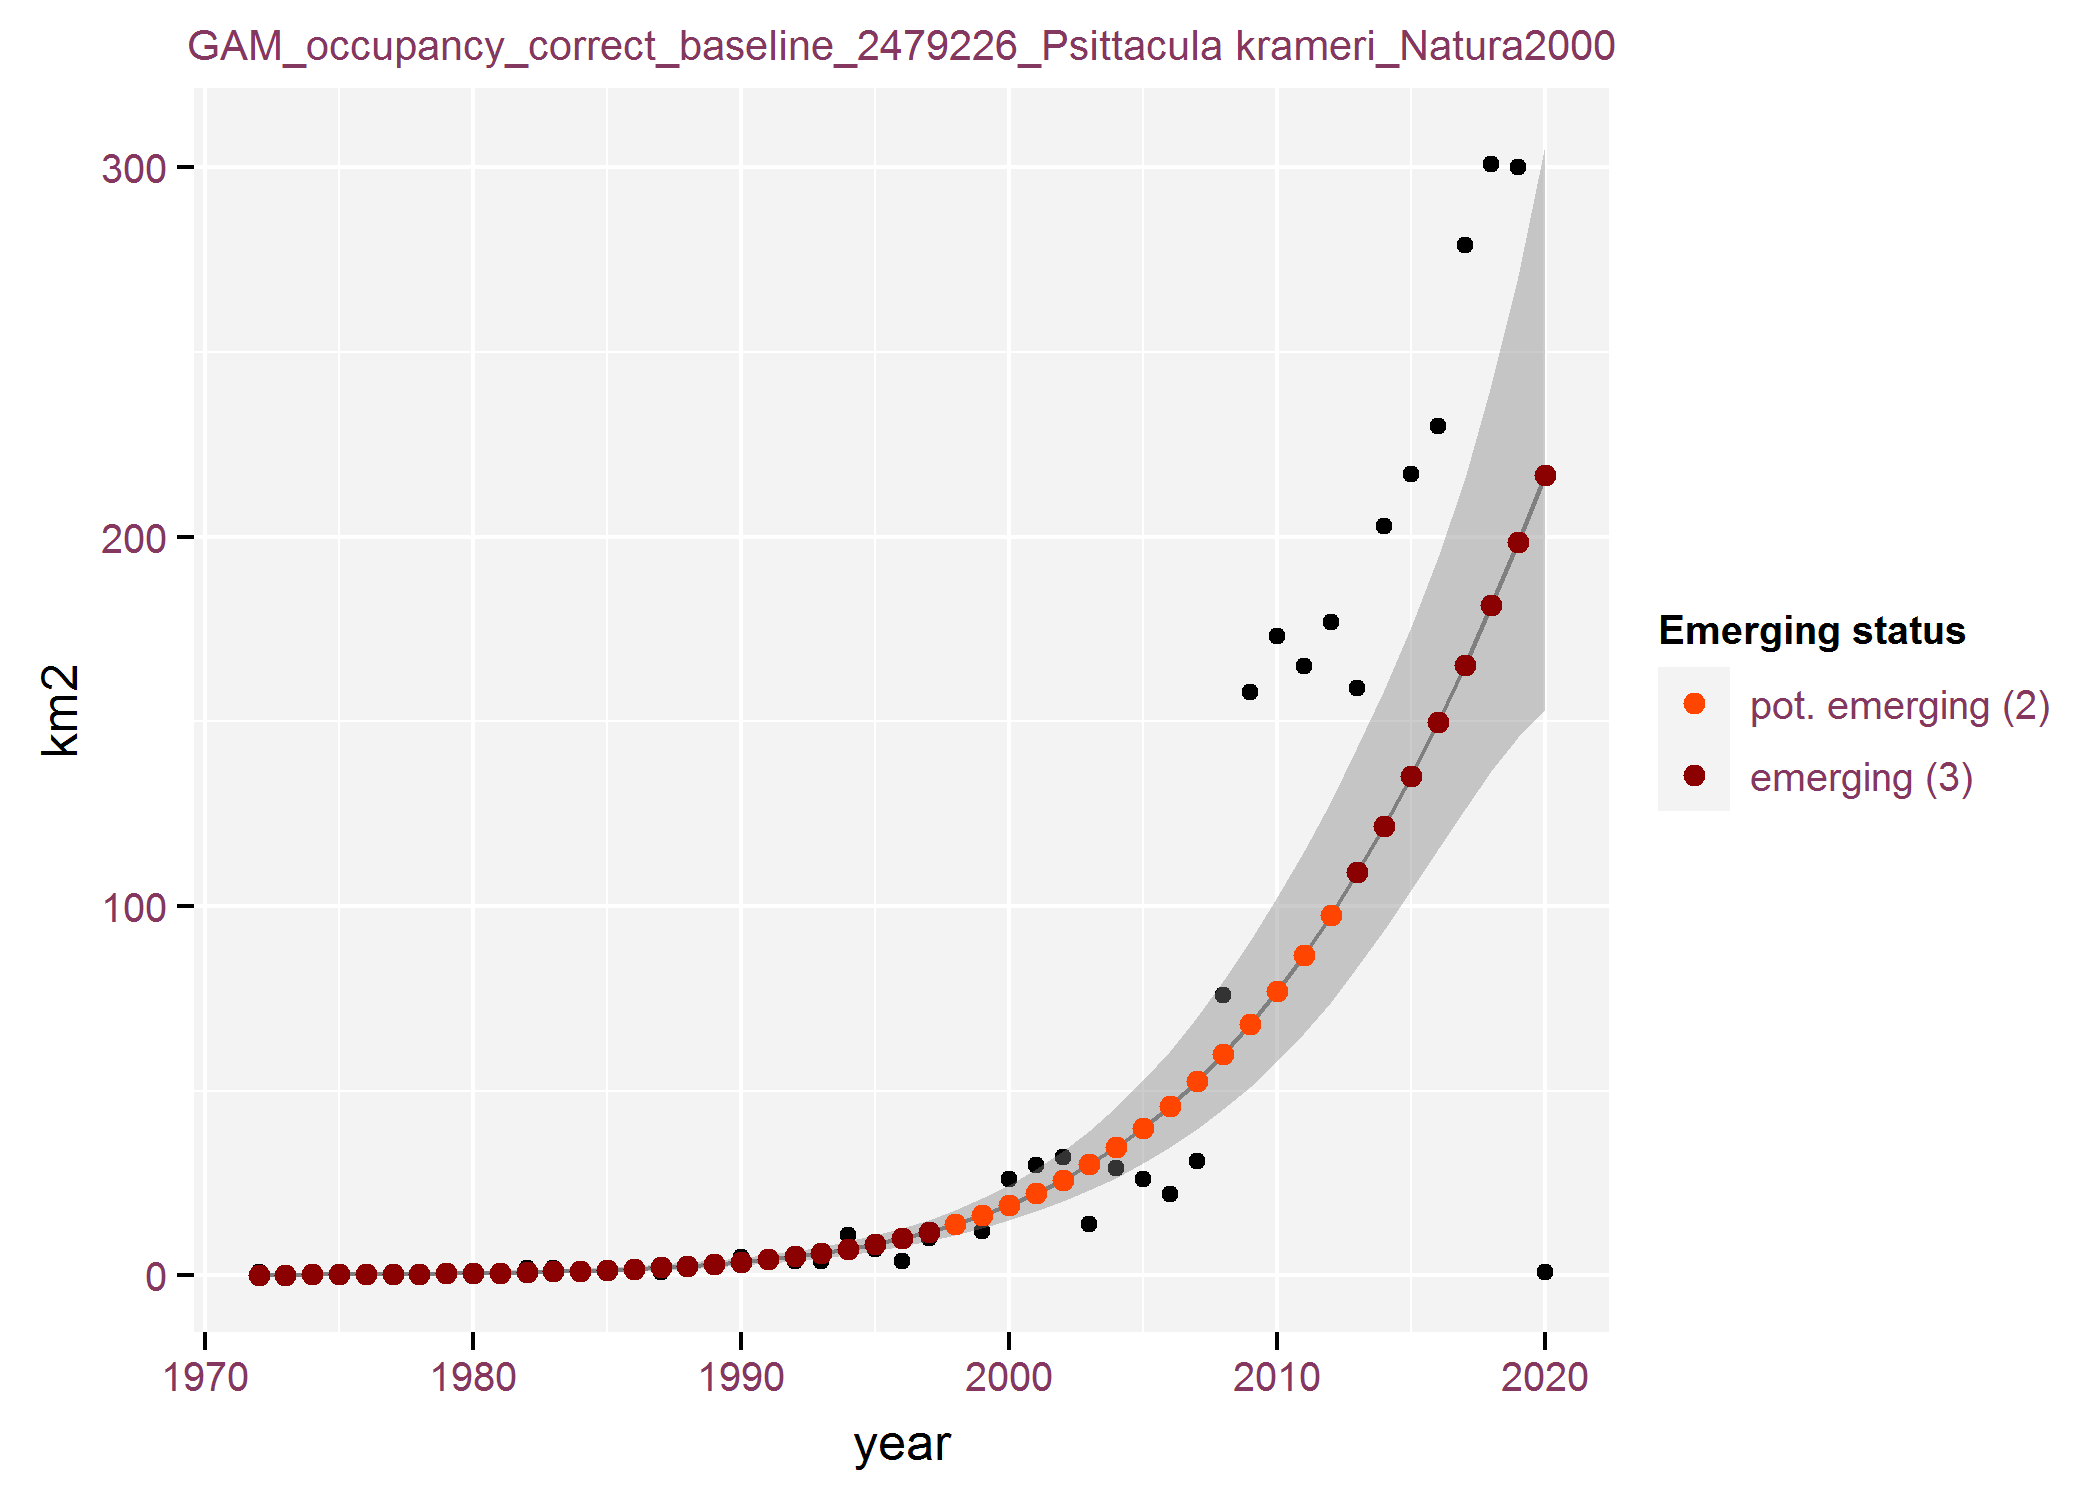 GAM_occupancy_correct_baseline_2479226_Psittacula krameri_Natura2000
300
200
100
0
km2
1970 1980 1990 2000 2010 2020
year
Emerging status
pot. emerging (2)
emerging (3)